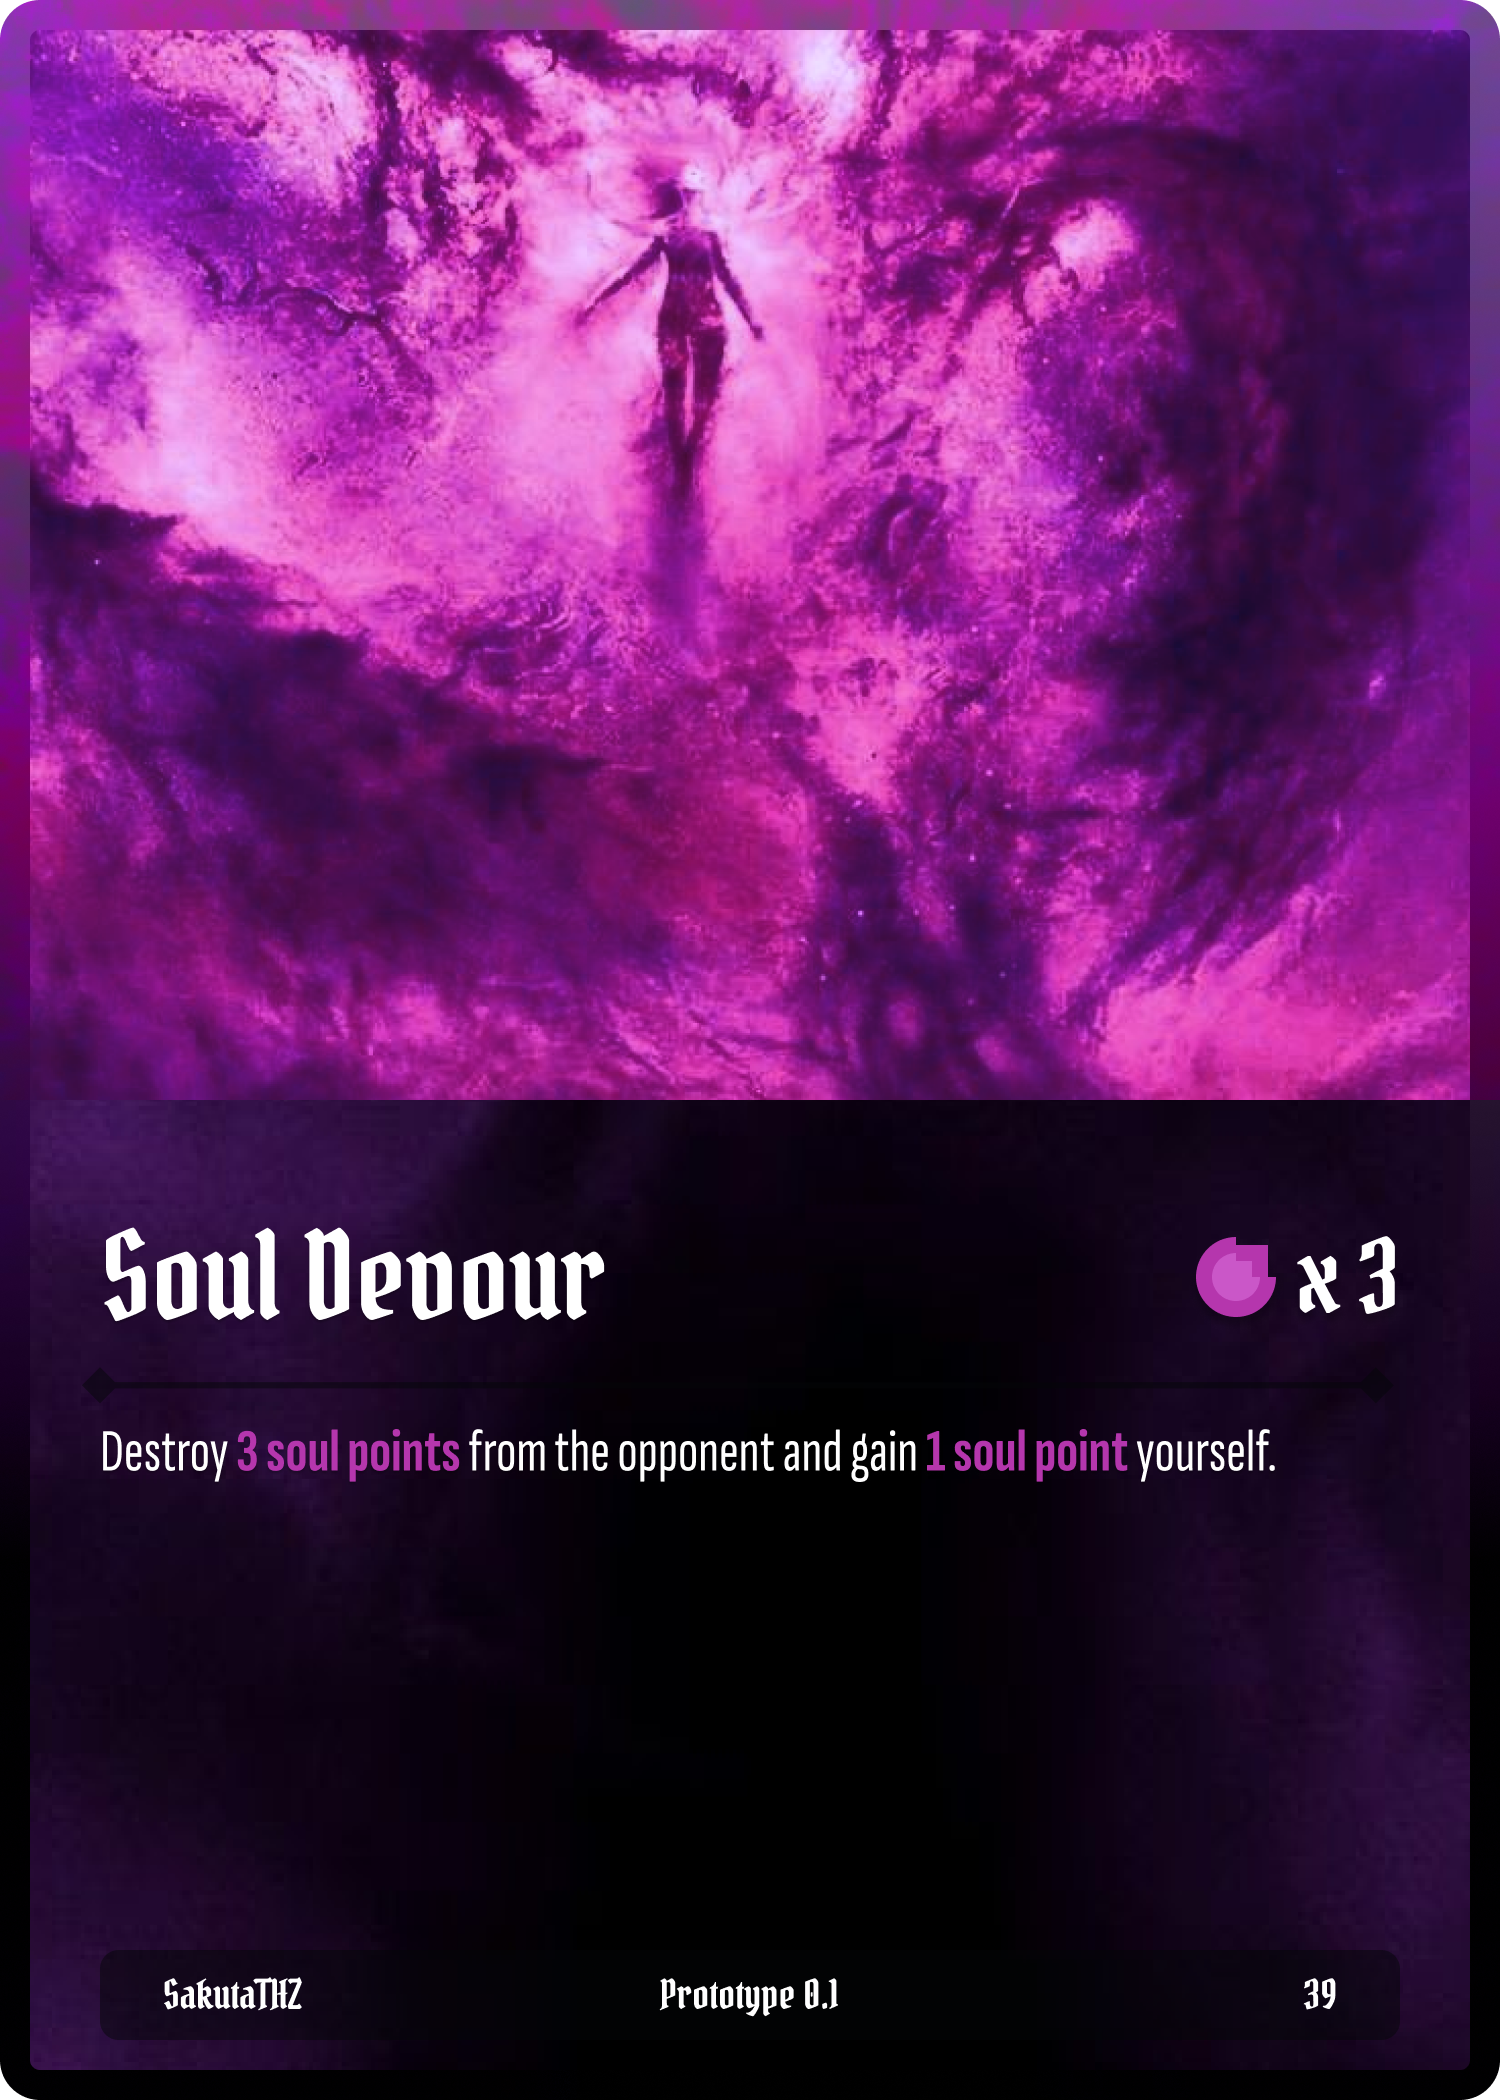 Soul Devour
x 3
Destroy 3 soul points from the opponent and gain 1 soul point yourself.
SakutaTHZ
Prototype 0.1
39